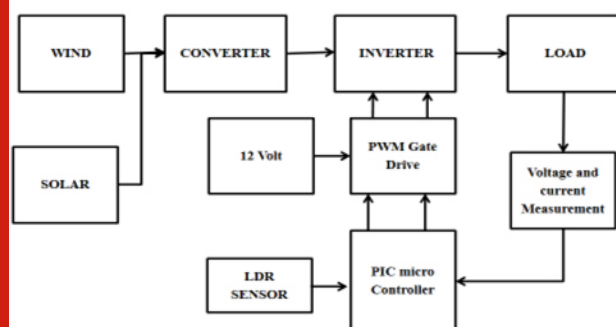 WIND
CONVERTER
INVERTER
LOAD
12 Volt
PWM Gate
Drive
Voltage and
current
Measurement
SOLAR
LDR
SENSOR
PIC micro
Controller